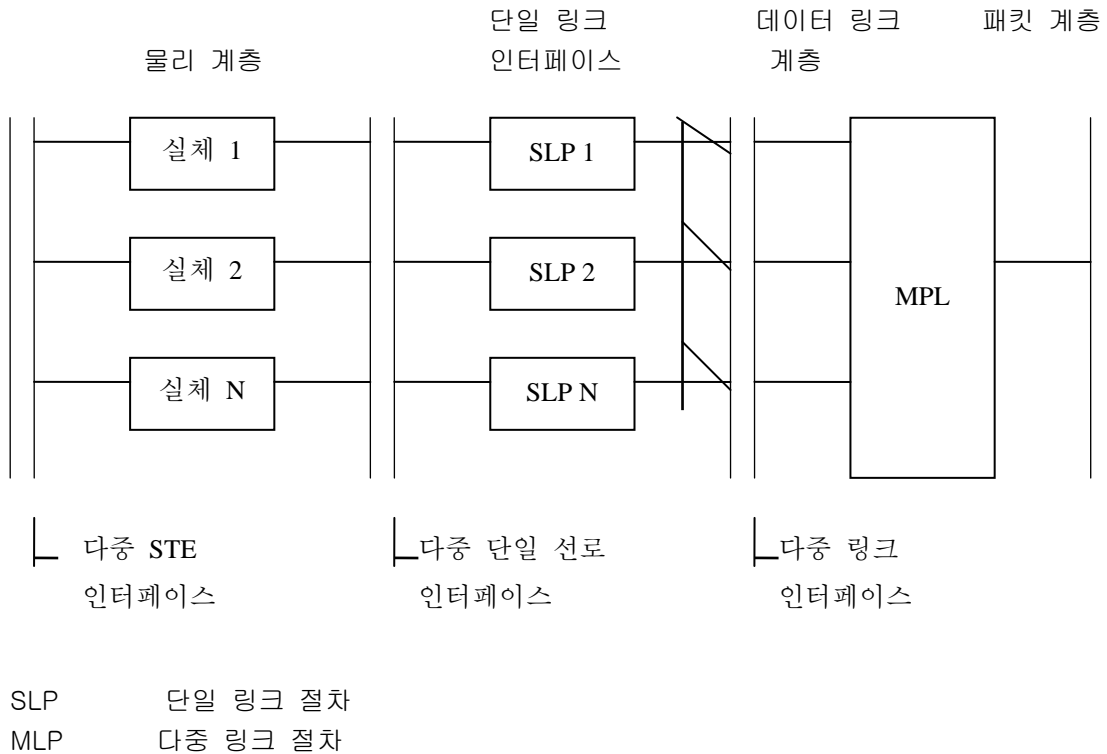 단일 링크 데이터 링크 패킷 계층
물리 계층 인터페이스 계층
실체 1 SLP 1
실체 2 SLP 2
MPL
실체 N SLP N
다중 STE 다중 단일 선로 다중 링크
인터페이스 인터페이스 인터페이스
SLP 단일 링크 절차
MLP 다중 링크 절차